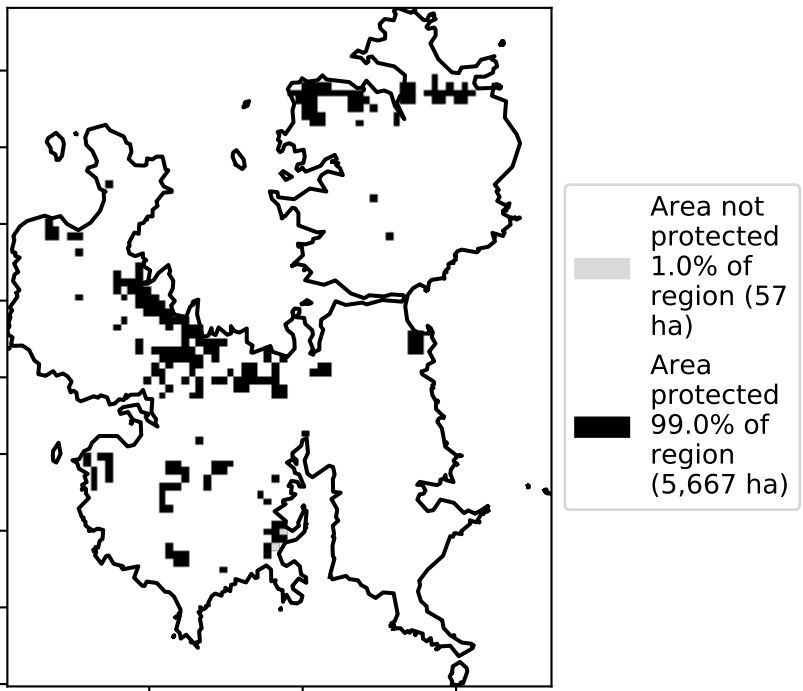 Area not
protected
1.0% of
region (57
ha)
Area
protected
99.0% of
region
(5,667 ha)